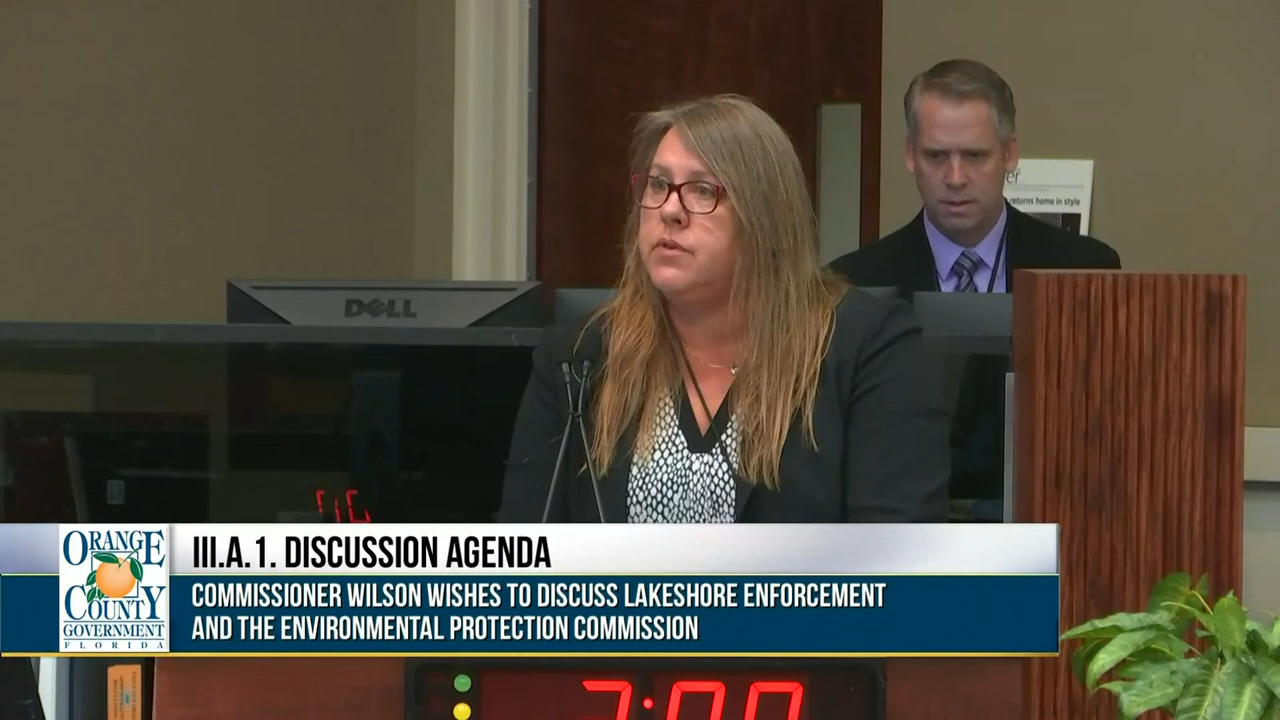 er
returns home in style
DELL
ORANGE
COUNTY
GOVERNMENT
FLORIDA
III.A.1. DISCUSSION AGENDA
COMMISSIONER WILSON WISHES TO DISCUSS LAKESHORE ENFORCEMENT
AND THE ENVIRONMENTAL PROTECTION COMMISSION
7:00